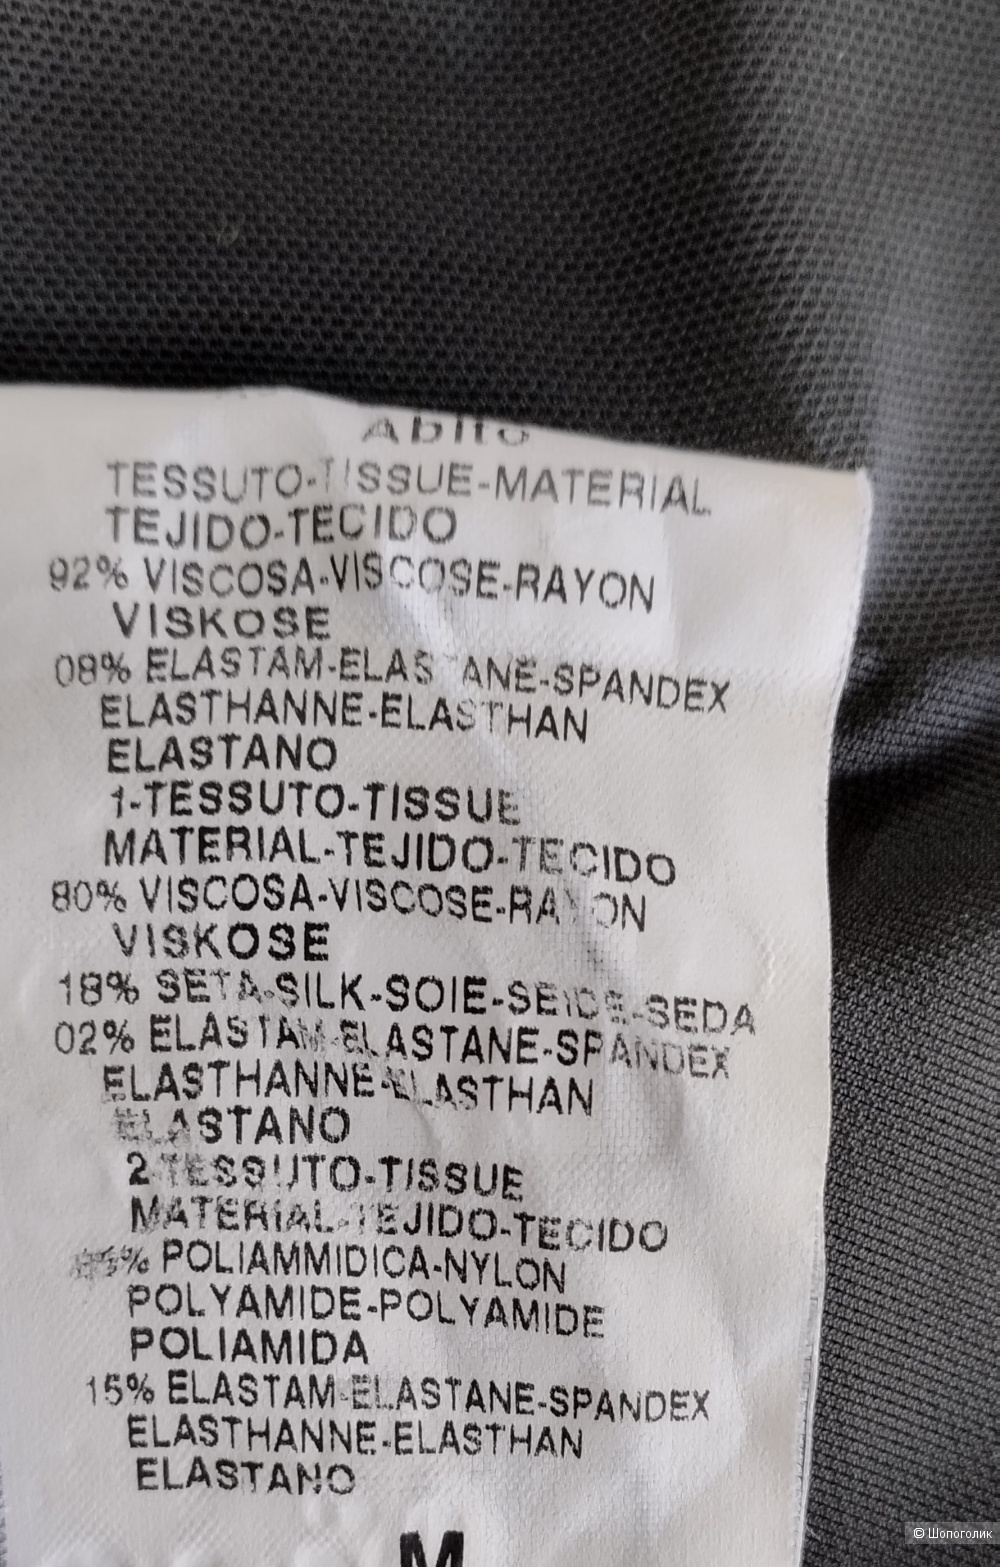 Abito
TESSUTO-TISSUE-MATERIAL
TEJIDO-TECIDO
92% VISCOSA-VISCOSE-RAYON
VISKOSE
08% ELASTAM-ELASTANE-SPANDEX
ELASTHANNE-ELASTHAN
ELASTANO
1-TESSUTO-TISSUE
MATERIAL-TEJIDO-TECIDO
80% VISCOSA-VISCOSE-RAYON
VISKOSE
18% SETA-SILK-SOIE-SEIDE-SEDA
02% ELASTAM-ELASTANE-SPANDEX
ELASTHANNE-ELASTHAN
ELASTANO
2-TESSUTO-TISSUE
MATERIAL-TEJIDO-TECIDO
POLIAMMIDICA-NYLON
POLYAMIDE-POLYAMIDE
POLIAMIDA
15% ELASTAM-ELASTANE-SPANDEX
ELASTHANNE-ELASTHAN
ELASTANO
M
© Шопоголик